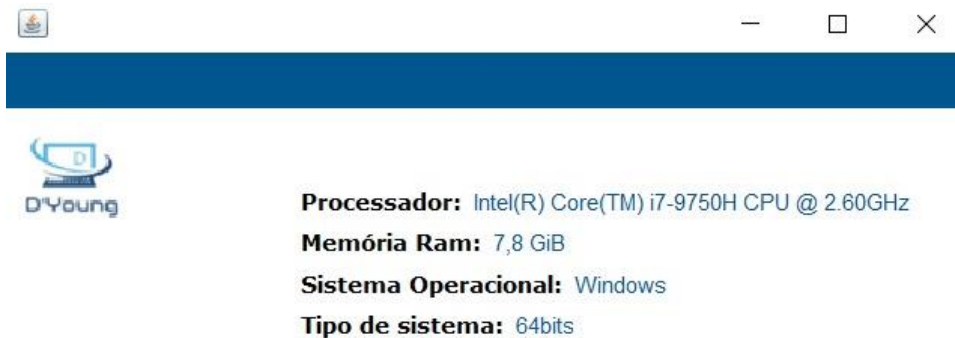 D
D'Young
Processador: Intel(R) Core(TM) i7-9750H CPU @ 2.60GHz
Memória Ram: 7,8 GiB
Sistema Operacional: Windows
Tipo de sistema: 64bits